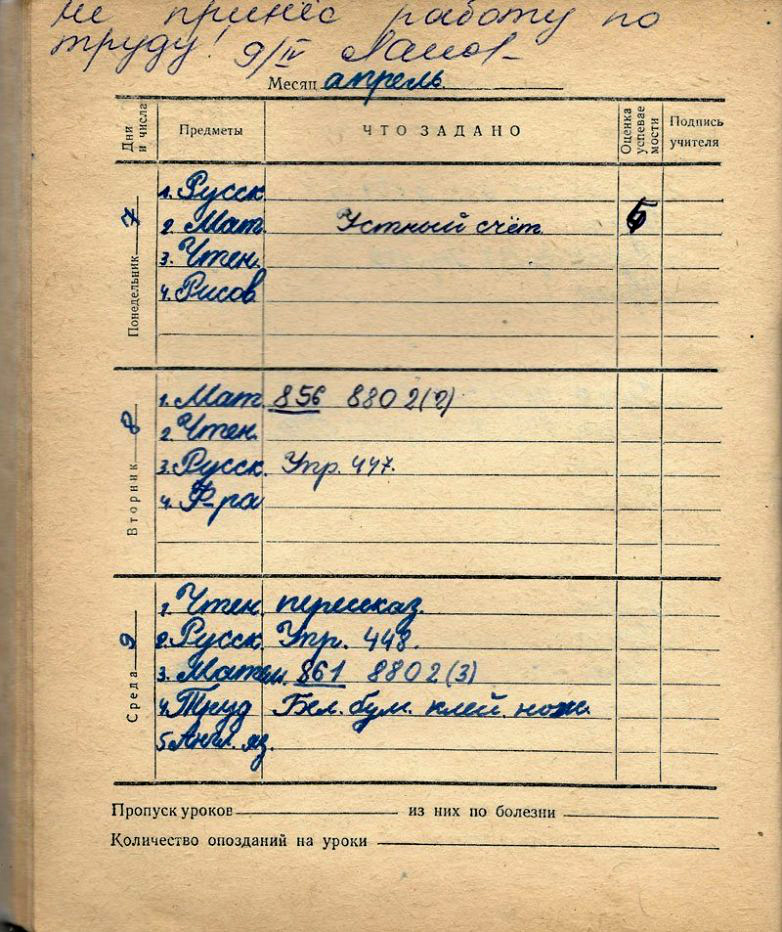 Не принёс работу по
труду! 9/IV
Месяц апрель.
Дни и числа Предметы ЧТО ЗАДАНО Оценка успеваемости Подпись учителя
Понедельник 7
1. Русск.
2. Мат. Устный счёт. 5
3. Чтен.
4. Рисов
Вторник 8
1. Мат. 856 880 2(2)
2. Чтен.
3. Русск. Упр. 447.
4. Ф-ра
Среда 9
1. Чтен. перессказ.
2. Русск. Упр. 448.
3. Матем. 861 880 2(3)
4. Труд Бел. бум. клей. ножн.
5 Англ. яз.
Пропуск уроков из них по болезни
Количество опозданий на уроки